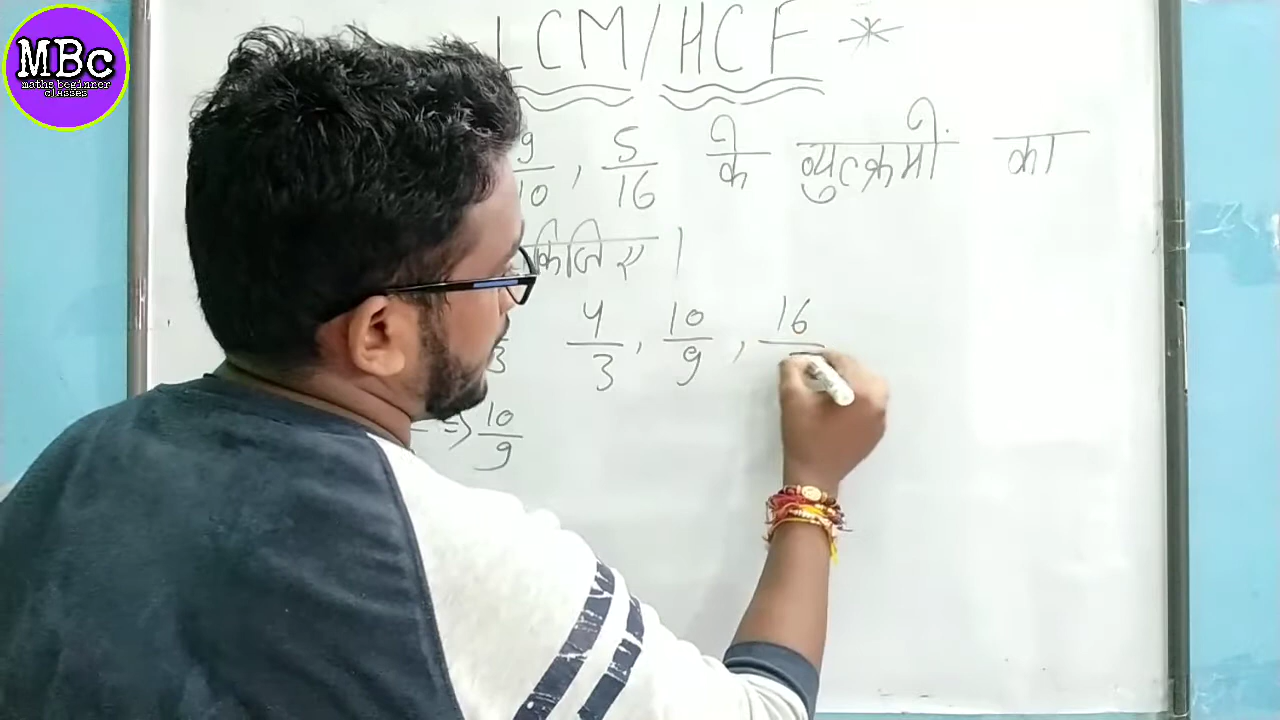 MBc
maths beginner
classes
LCM/HCF *
9/10, 5/16 के व्युत्क्रमों का
किजिए।
4/3, 10/9, 16/
3
=> 10/9